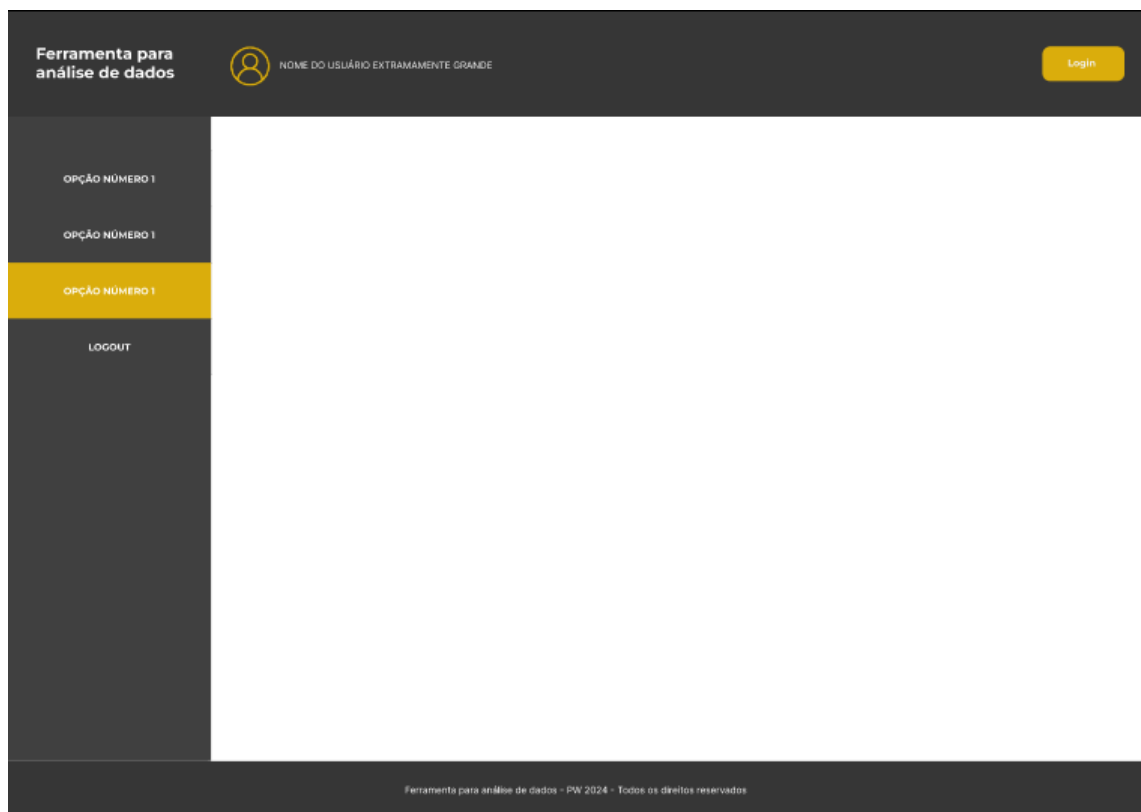 Ferramenta para
análise de dados
NOME DO USUÁRIO EXTRAMAMENTE GRANDE
Login
OPÇÃO NÚMERO 1
OPÇÃO NÚMERO 1
OPÇÃO NÚMERO 1
LOGOUT
Ferramenta para análise de dados - PW 2024 - Todos os direitos reservados